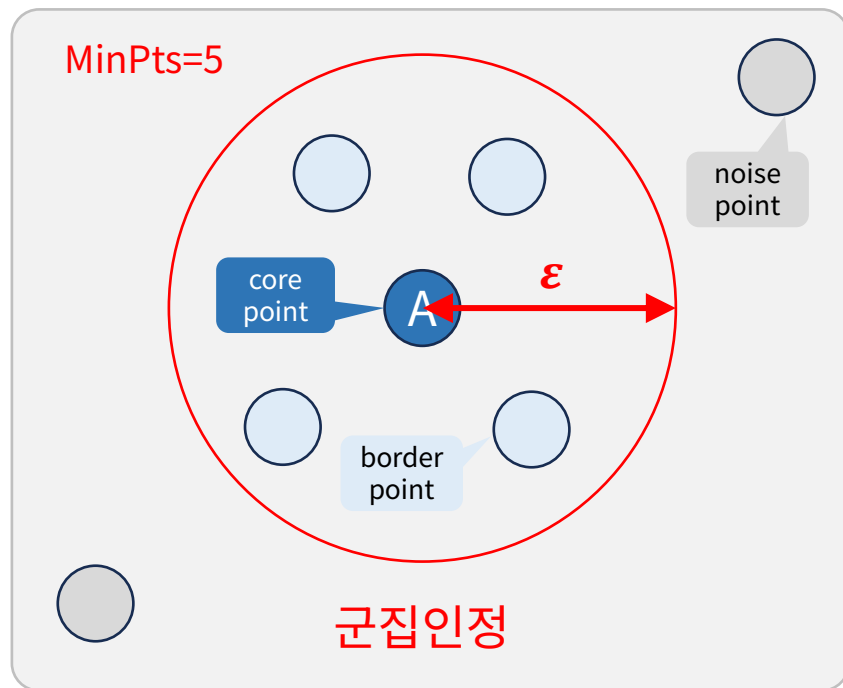 MinPts=5
noise
point
core
point
A
ε
border
point
군집인정